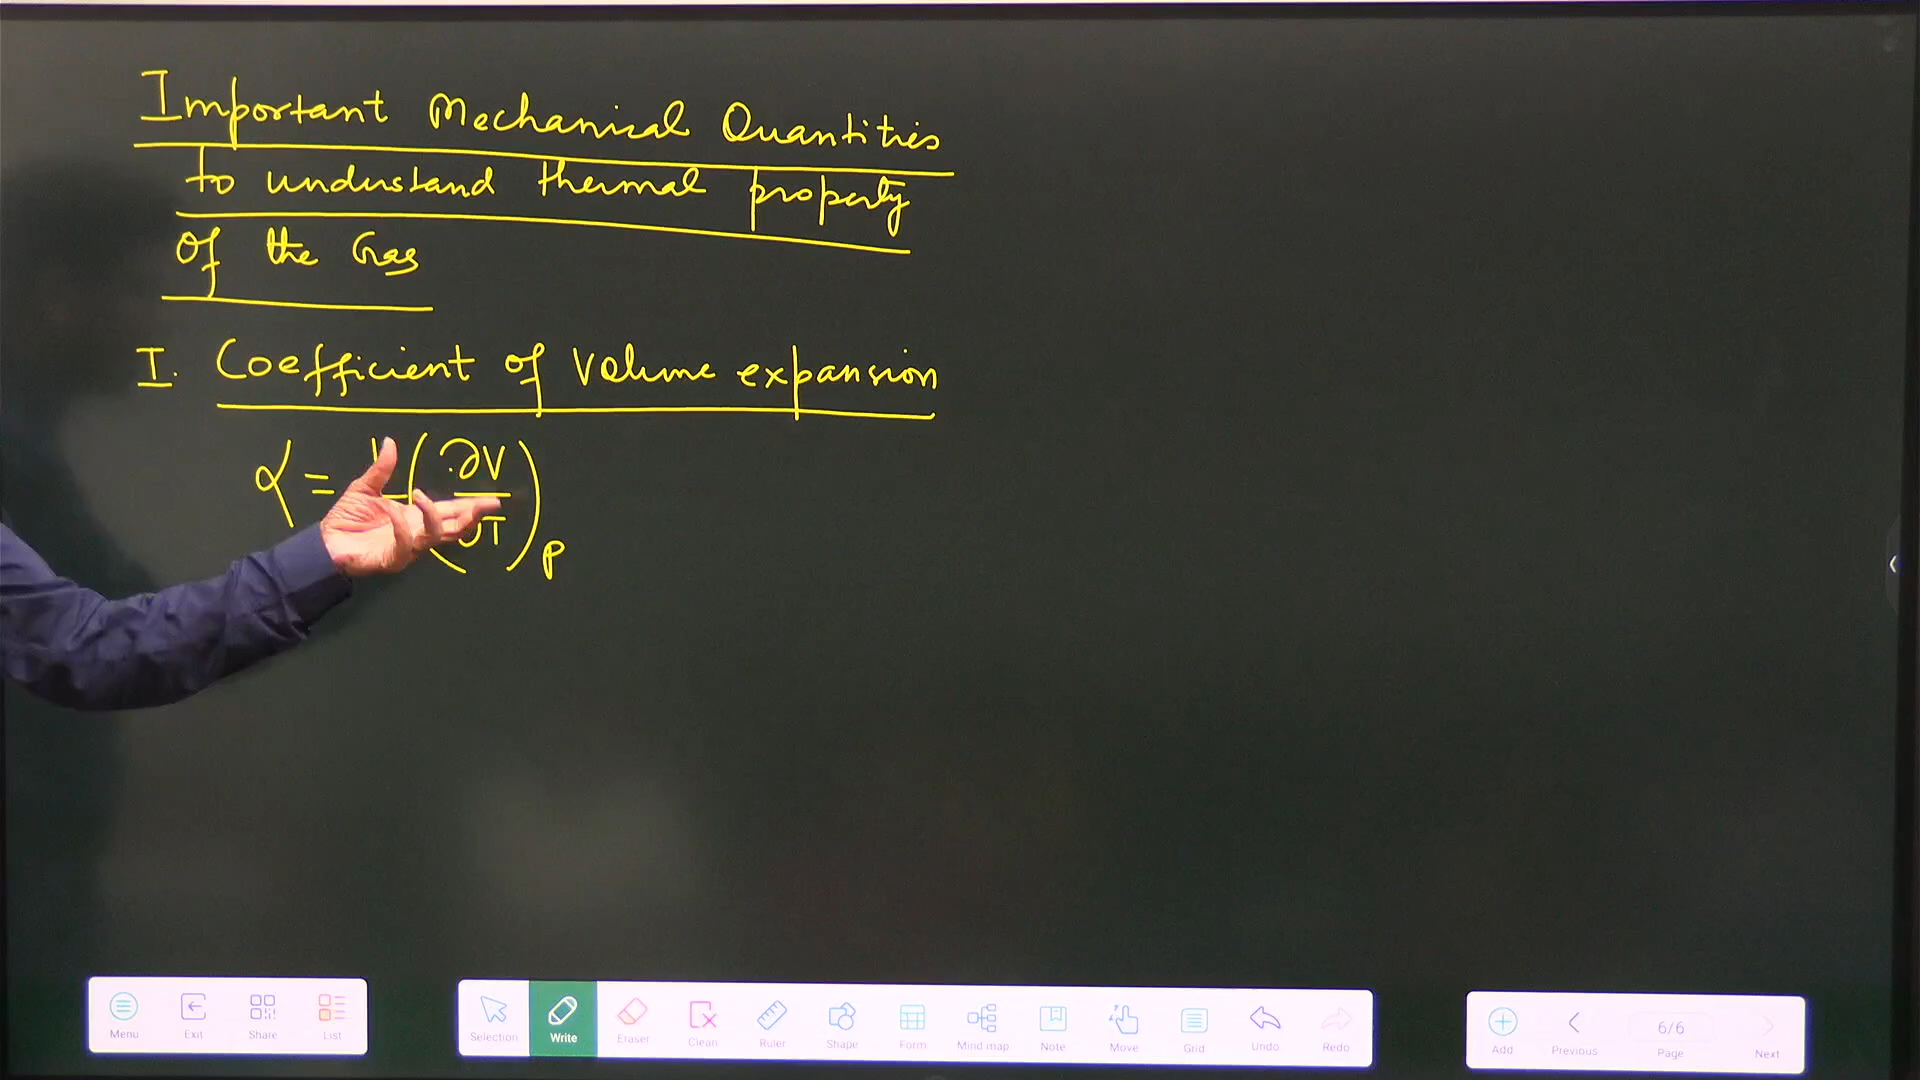 Important Mechanical Quantities
to understand thermal property
of the Gas
I. Coefficient of Volume expansion
α = 1 (∂V / ∂T)p
Menu Exit Share List
Selection Write Eraser Clean Ruler Shape Form Mind map Note Move Grid Undo Redo
Add Previous 6/6 Page Next